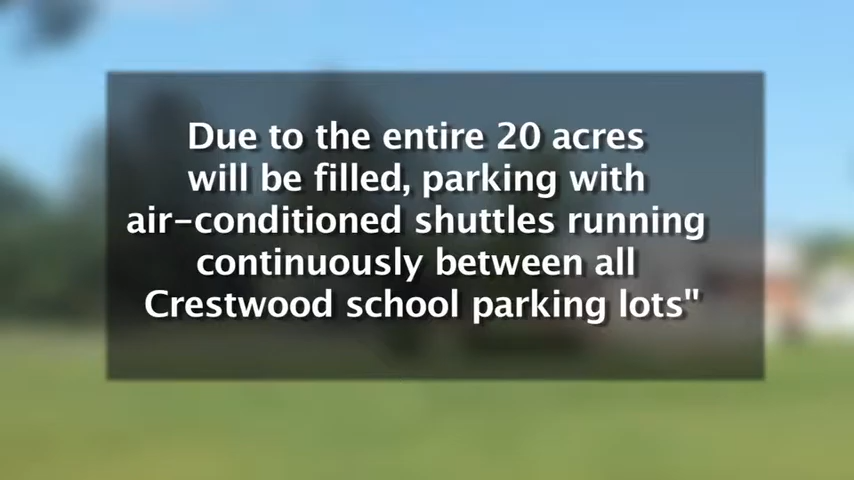 Due to the entire 20 acres
will be filled, parking with
air-conditioned shuttles running
continuously between all
Crestwood school parking lots"